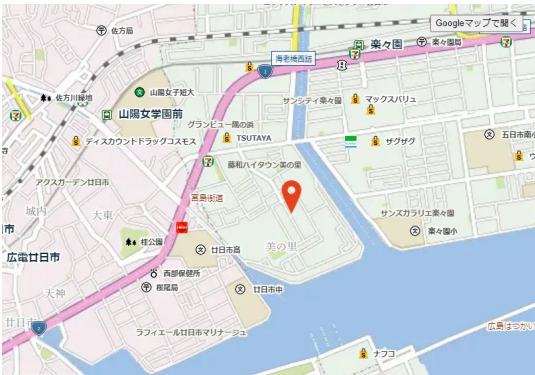 Googleマップで開く
佐方局
楽々園
楽々園局
海老橋西詰
2
佐方川緑地
山陽女子短大
山陽女学園前
サンシティ楽々園
マックスバリュ
グランビュー隅の浜
TSUTAYA
ディスカウントドラッグコスモス
ザグザグ
五日市南小
藤和ハイタウン美の里
アクスガーデン廿日市
城内
大東
宮島街道
サンズガラリエ楽々園
楽々園小
桂公園
廿日市高
美の里
広電廿日市
西部保健所
桜尾局
廿日市中
天神
廿日市
2
ラフィエール廿日市マリナージュ
広島はつかい
ナフコ